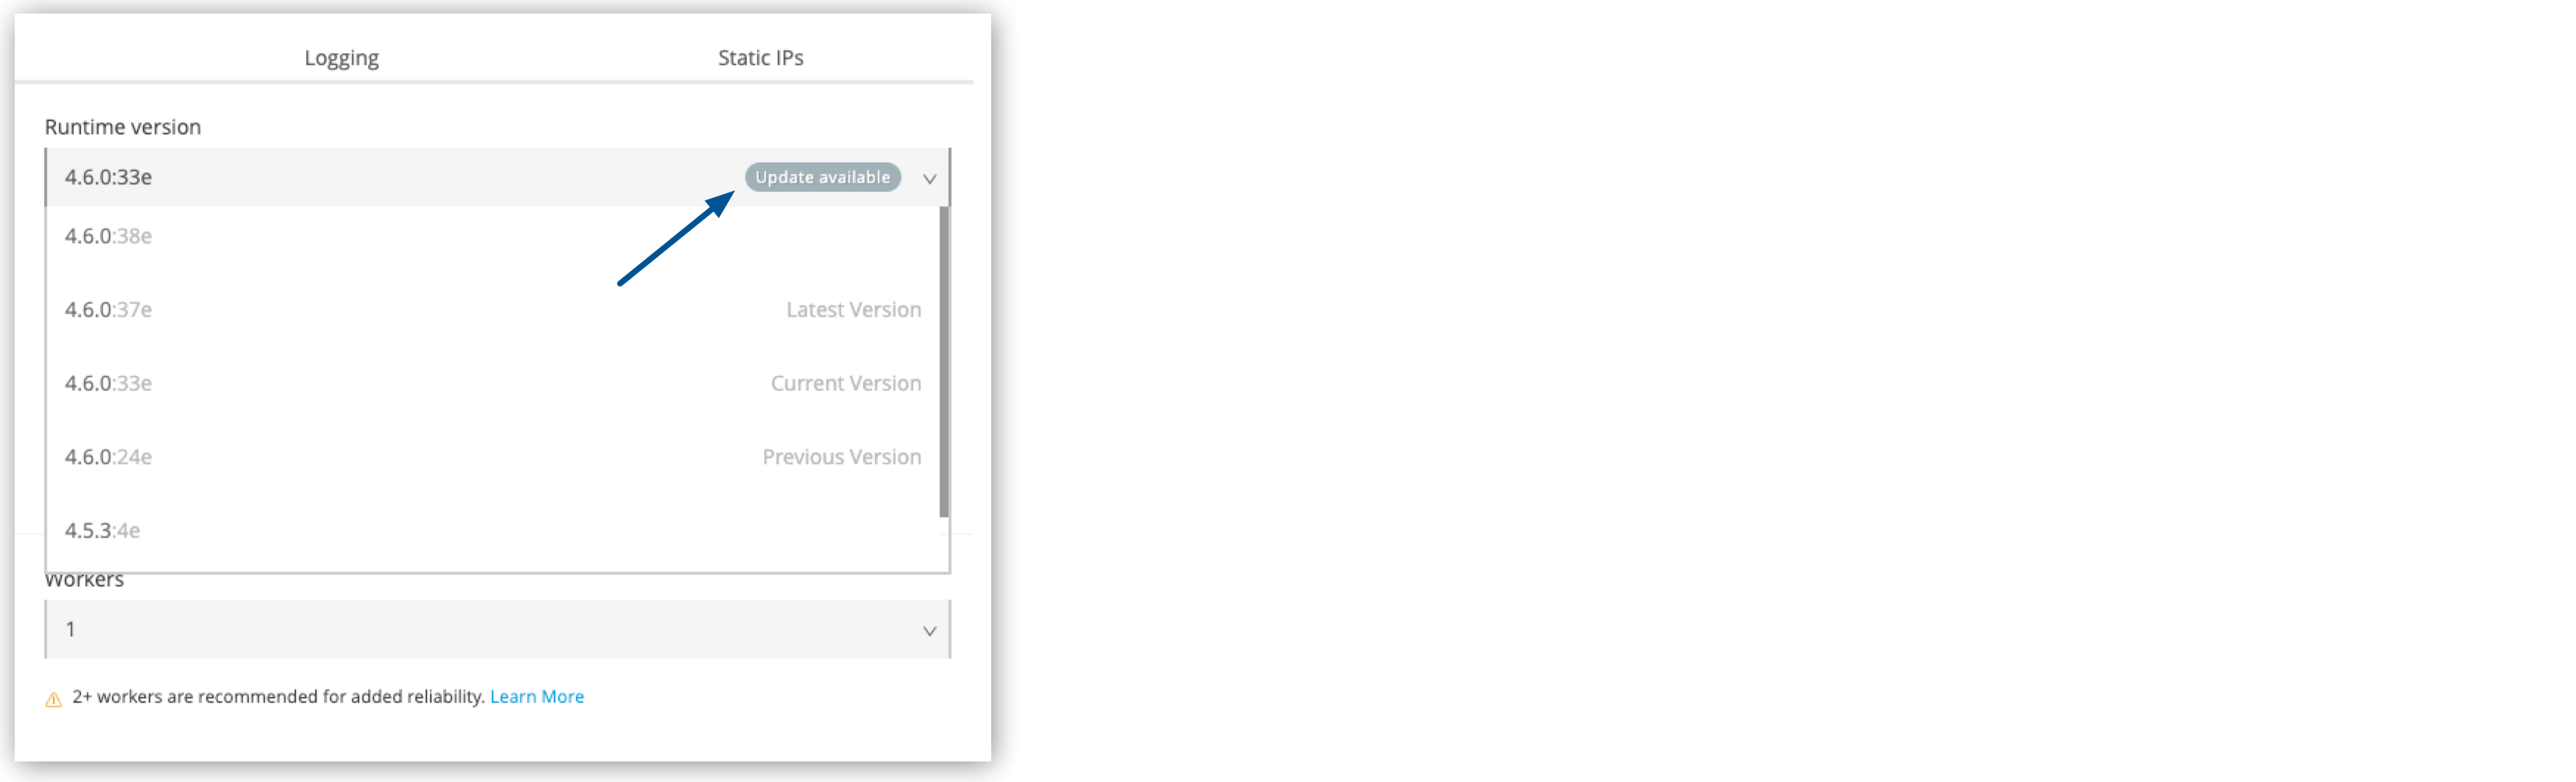 Logging Static IPs
Runtime version
4.6.0:33e Update available
4.6.0:38e
4.6.0:37e Latest Version
4.6.0:33e Current Version
4.6.0:24e Previous Version
4.5.3:4e
Workers
1
2+ workers are recommended for added reliability. Learn More